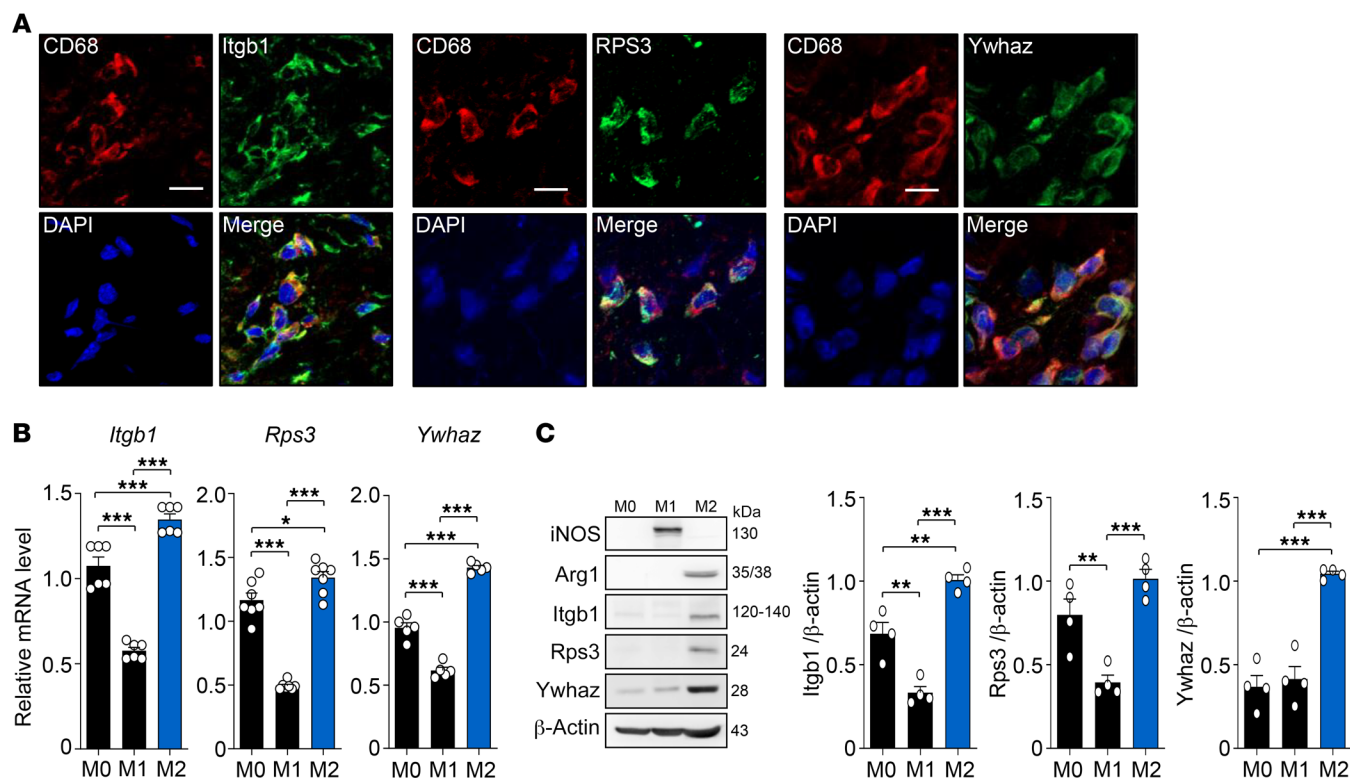 A
CD68 Itgb1 CD68 RPS3 CD68 Ywhaz
DAPI Merge DAPI Merge DAPI Merge
B
Itgb1 Rps3 Ywhaz
Relative mRNA level
*** *** ***
1.5
1.0
0.5
0
M0 M1 M2
*** * ***
2.0
1.5
1.0
0.5
0
M0 M1 M2
*** *** ***
2.0
1.5
1.0
0.5
0
M0 M1 M2
C
M0 M1 M2 kDa
iNOS 130
Arg1 35/38
Itgb1 120-140
Rps3 24
Ywhaz 28
β-Actin 43
Itgb1 /β-actin
*** ** **
1.5
1.0
0.5
0
M0 M1 M2
Rps3 /β-actin
** ***
1.5
1.0
0.5
0
M0 M1 M2
Ywhaz /β-actin
*** ***
1.5
1.0
0.5
0
M0 M1 M2